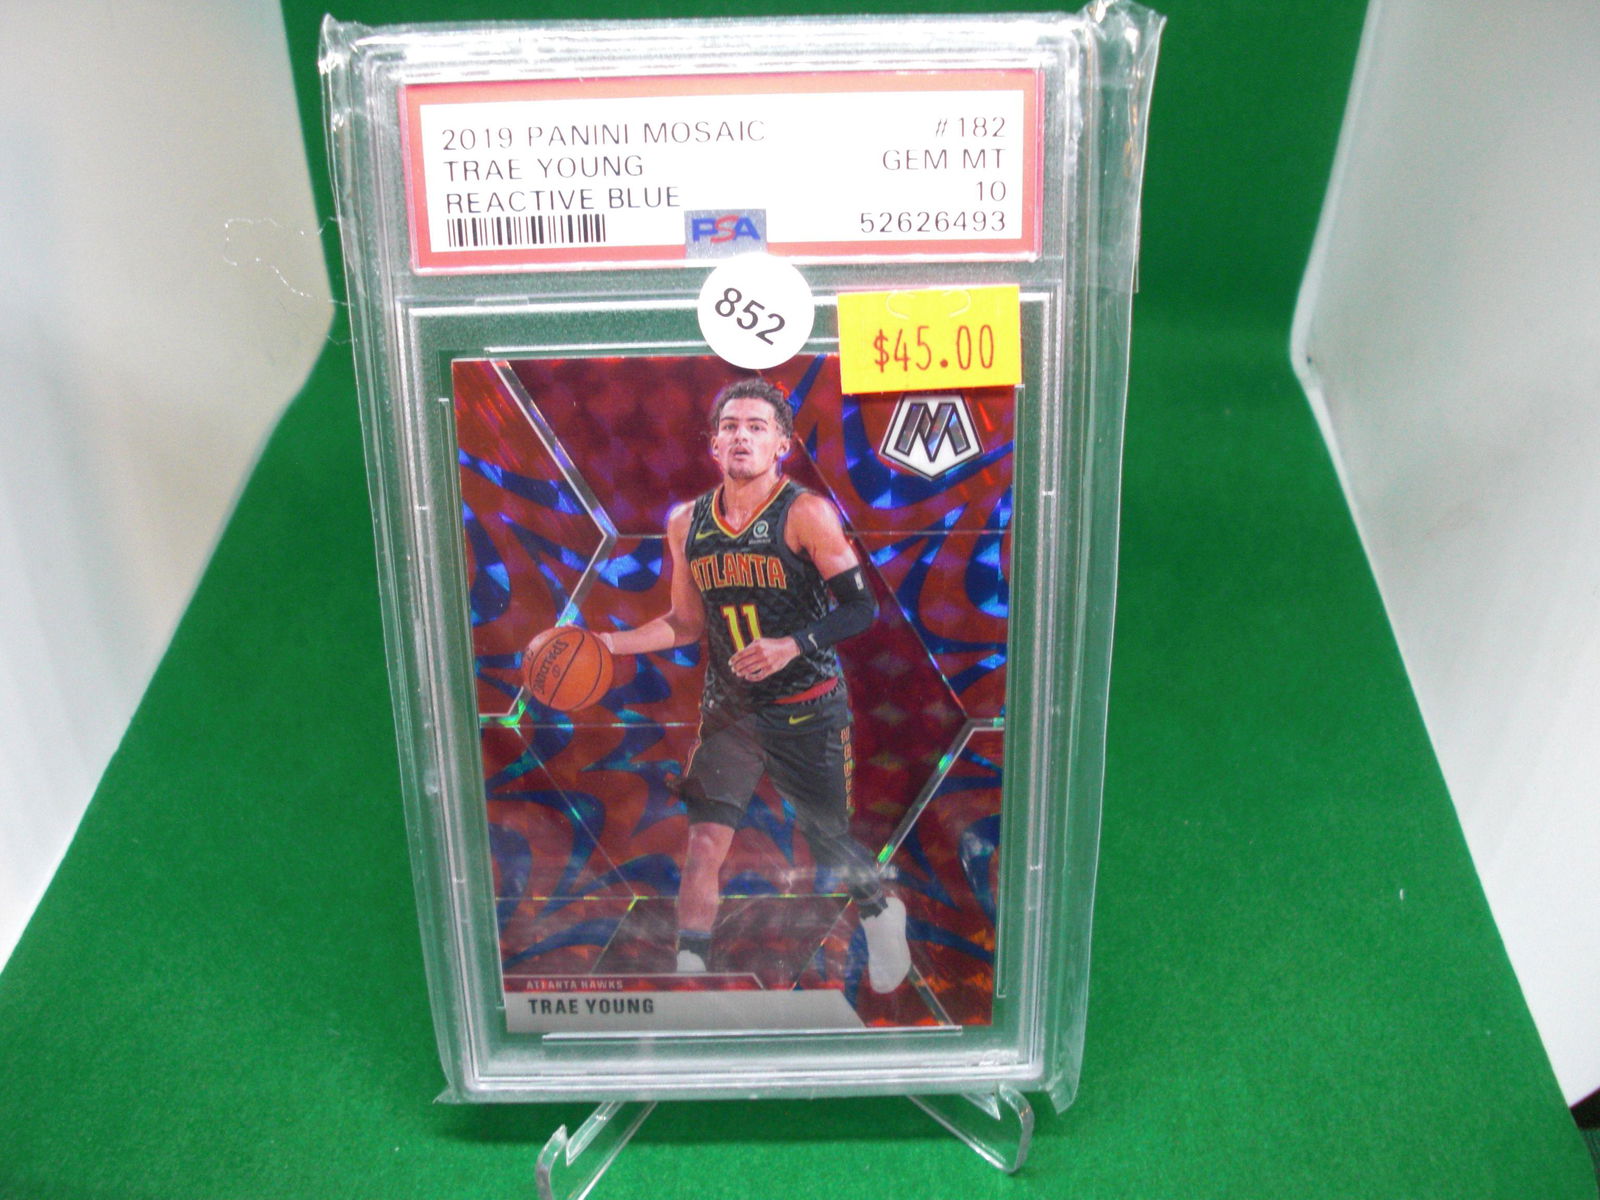 2019 PANINI MOSAIC #182
TRAE YOUNG GEM MT
REACTIVE BLUE 10
PSA 52626493
852
$45.00
M
ATLANTA
11
SPALDING
ATLANTA HAWKS
TRAE YOUNG